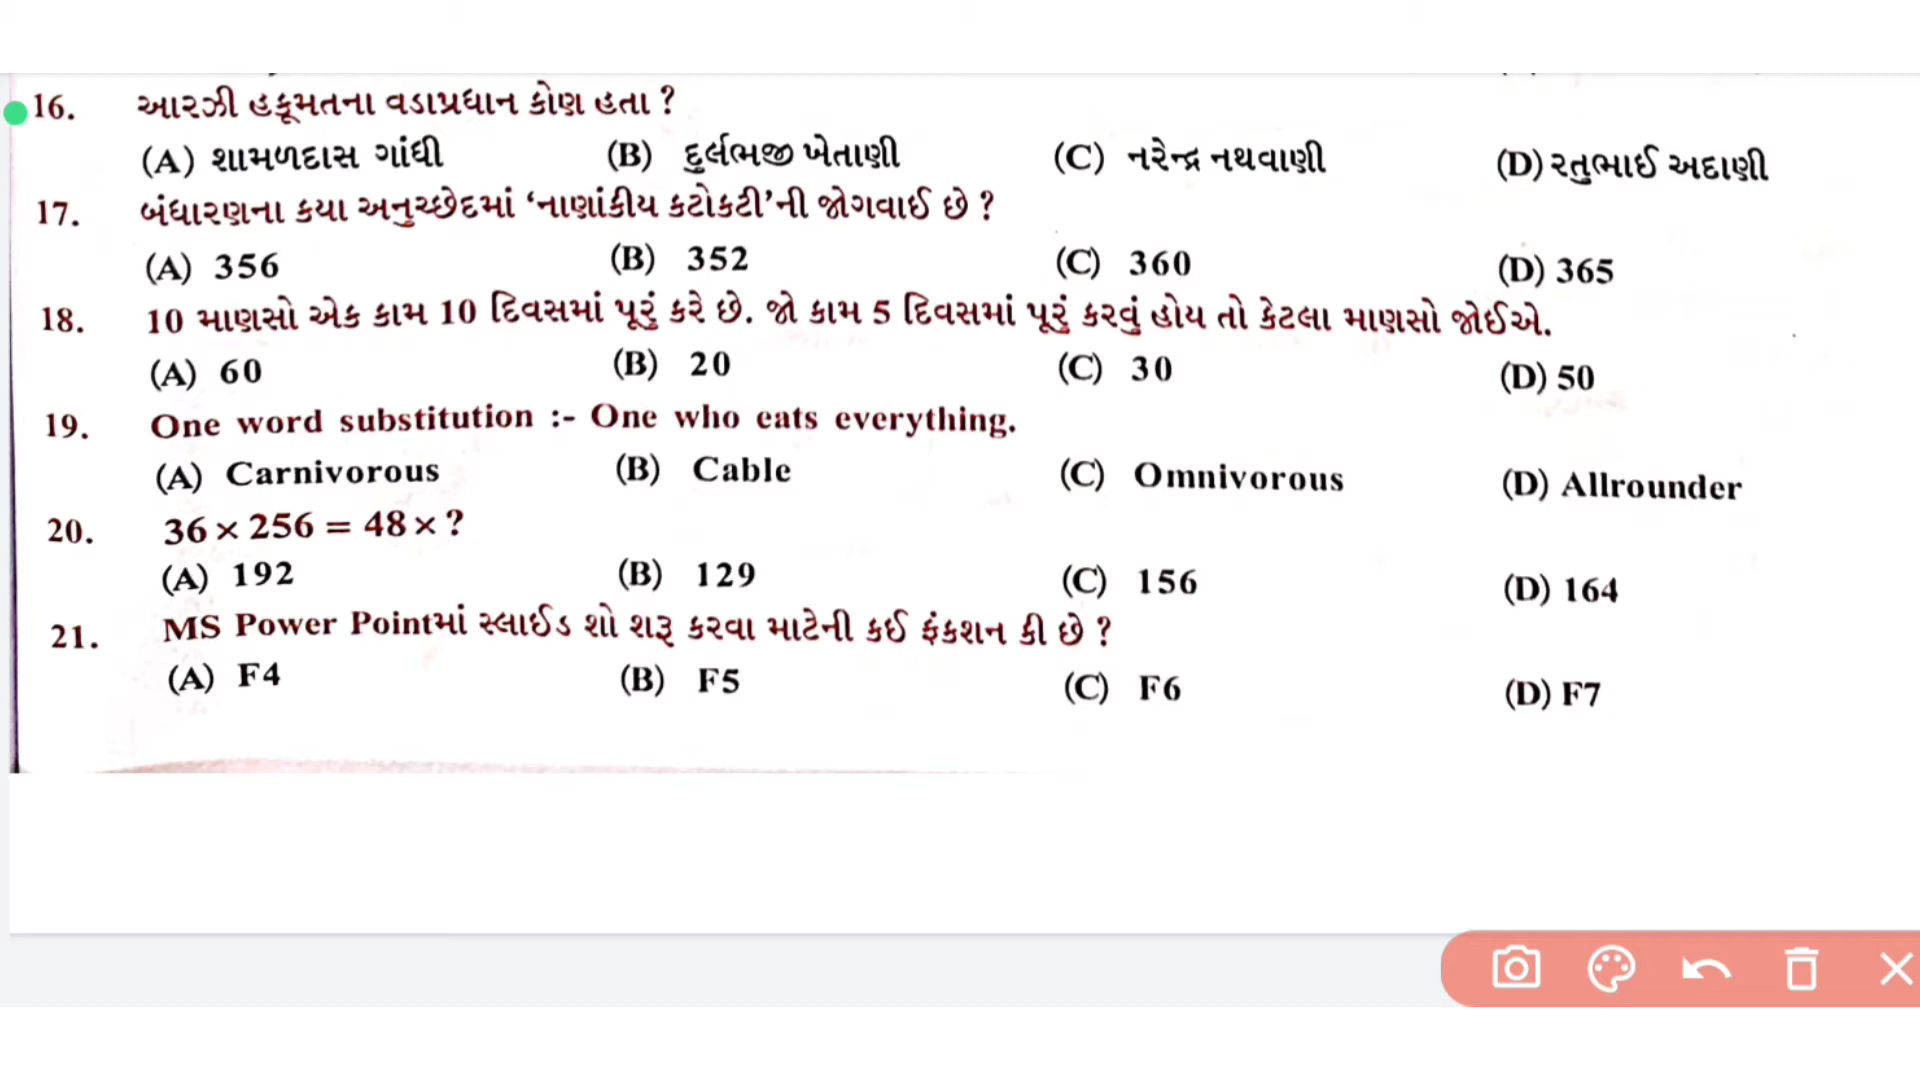 16. આરઝી હકૂમતના વડાપ્રધાન કોણ હતા ?
(A) શામળદાસ ગાંધી (B) દુર્લભજી ખેતાણી (C) નરેન્દ્ર નથવાણી (D) રતુભાઈ અદાણી
17. બંધારણના કયા અનુચ્છેદમાં ‘નાણાંકીય કટોકટી’ની જોગવાઈ છે ?
(A) 356 (B) 352 (C) 360 (D) 365
18. 10 માણસો એક કામ 10 દિવસમાં પૂરું કરે છે. જો કામ 5 દિવસમાં પૂરું કરવું હોય તો કેટલા માણસો જોઈએ.
(A) 60 (B) 20 (C) 30 (D) 50
19. One word substitution :- One who eats everything.
(A) Carnivorous (B) Cable (C) Omnivorous (D) Allrounder
20. 36 × 256 = 48 × ?
(A) 192 (B) 129 (C) 156 (D) 164
21. MS Power Pointમાં સ્લાઈડ શો શરૂ કરવા માટેની કઈ ફંકશન કી છે ?
(A) F4 (B) F5 (C) F6 (D) F7